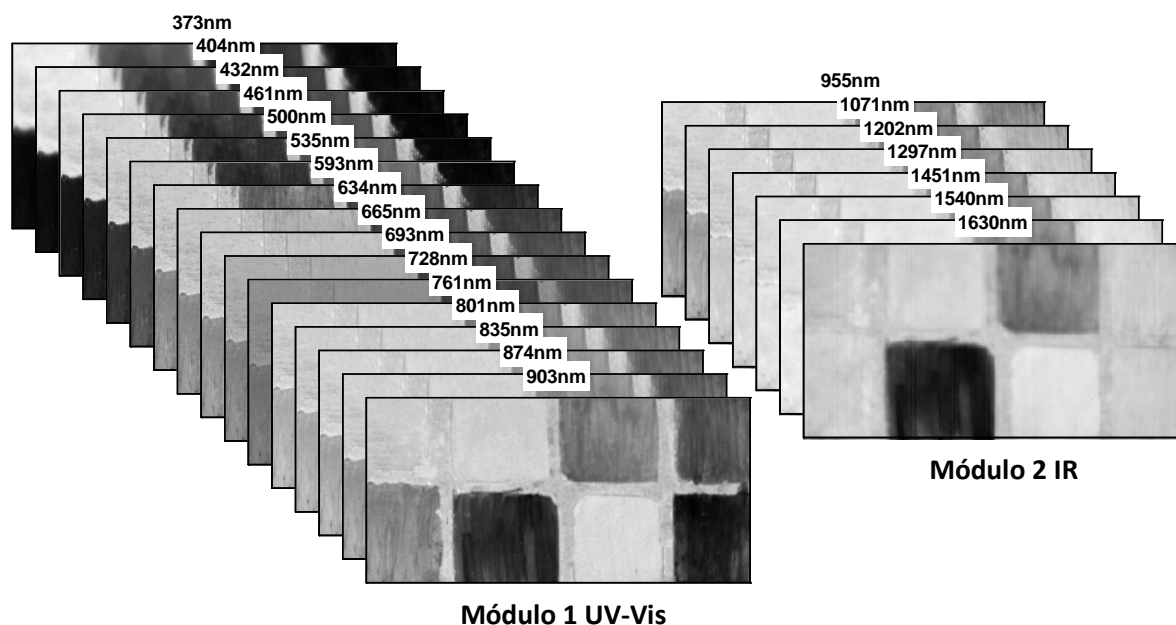 373nm
404nm
432nm
461nm
500nm
535nm
593nm
634nm
665nm
693nm
728nm
761nm
801nm
835nm
874nm
903nm
Módulo 1 UV-Vis
955nm
1071nm
1202nm
1297nm
1451nm
1540nm
1630nm
Módulo 2 IR